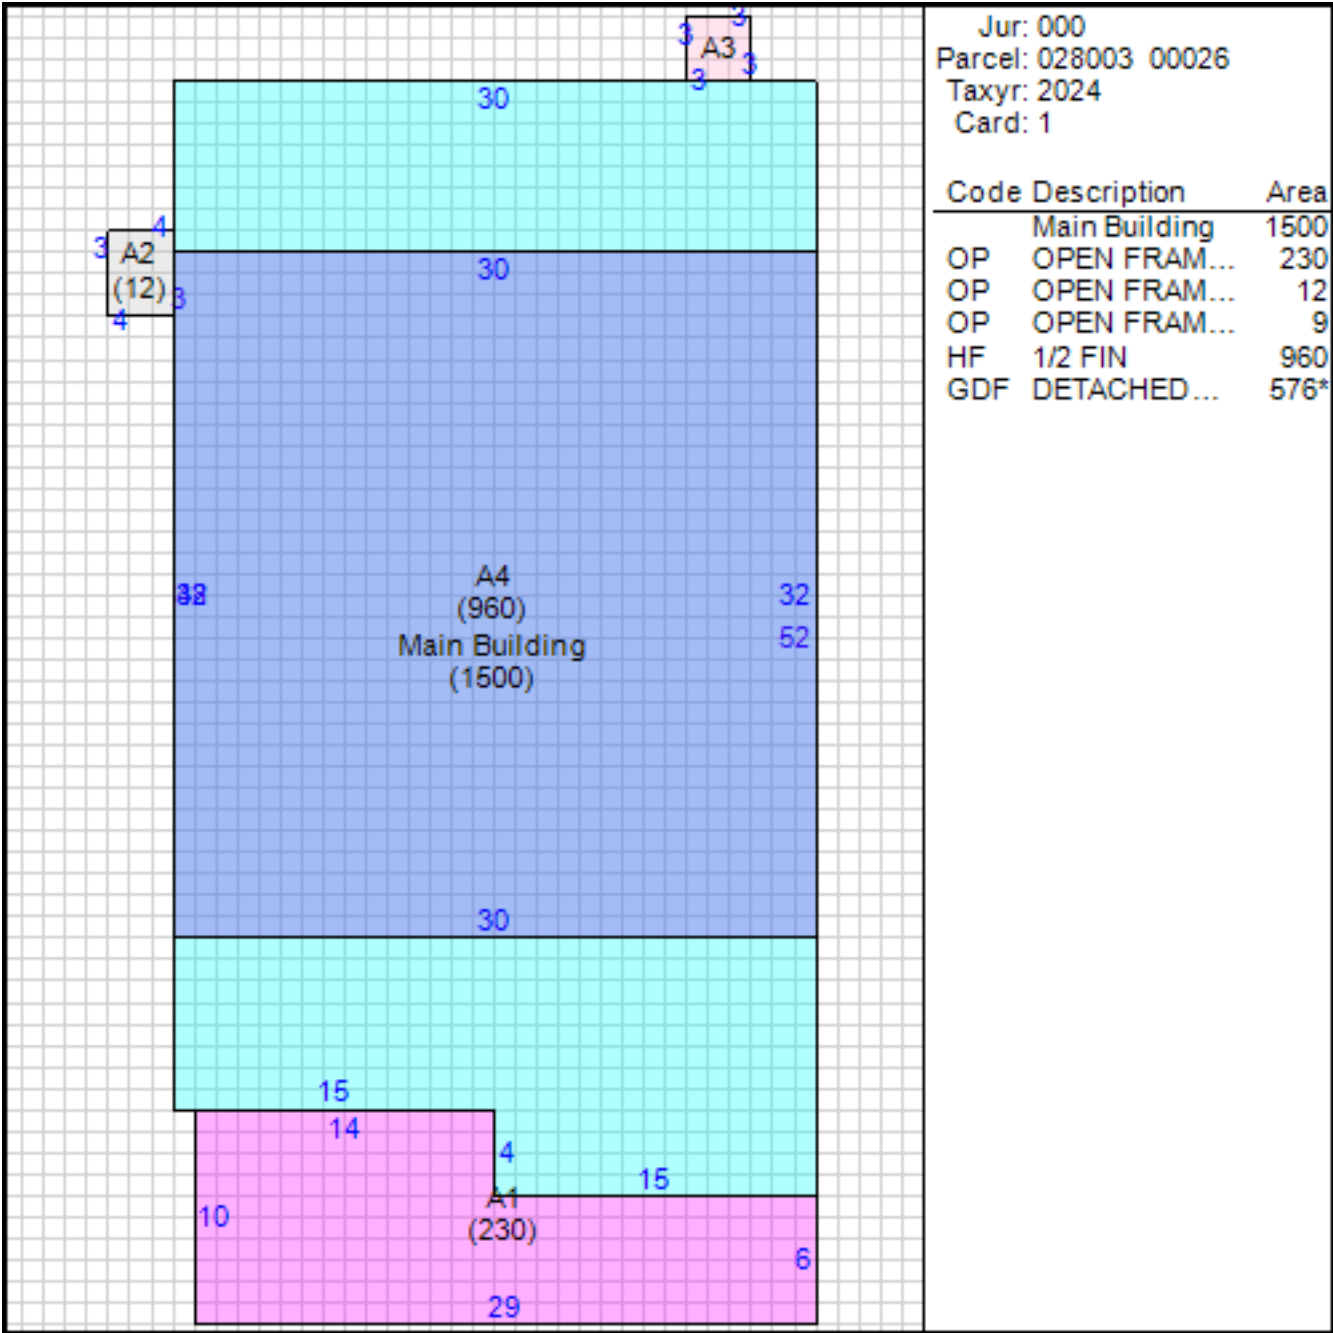 Jur: 000
Parcel: 028003 00026
Taxyr: 2024
Card: 1
Code Description Area
Main Building 1500
OP OPEN FRAM... 230
OP OPEN FRAM... 12
OP OPEN FRAM... 9
HF 1/2 FIN 960
GDF DETACHED... 576*
3
3
A3
3
3
30
4
3
A2
(12)
3
4
30
A4
(960)
32
Main Building
52
(1500)
30
15
14
4
15
A1
10
(230)
6
29